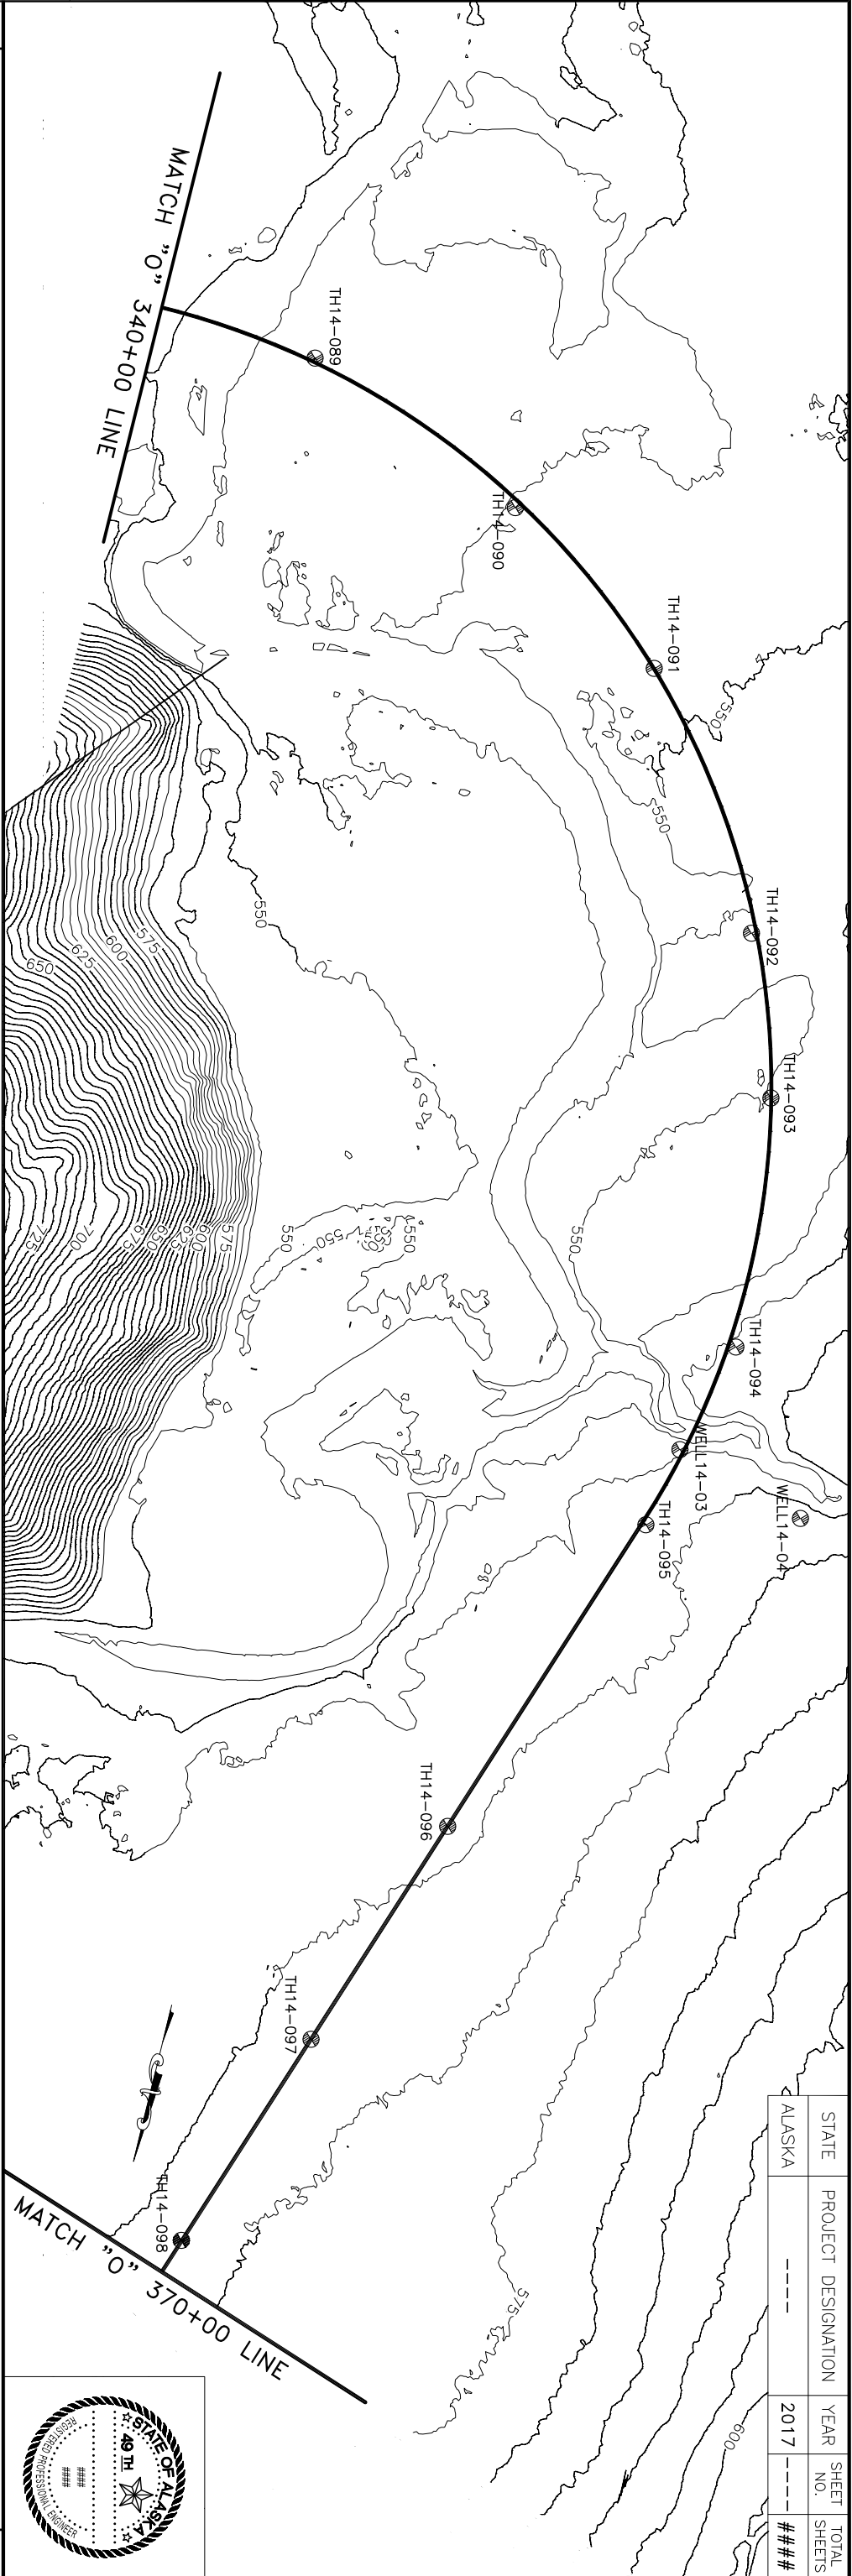 STATE
PROJECT DESIGNATION
YEAR
SHEET NO.
TOTAL SHEETS
ALASKA
----
2017
----
####
MATCH "O" 340+00 LINE
TH14-089
TH14-090
TH14-091
TH14-092
TH14-093
TH14-094
WELL14-03
WELL14-04
TH14-095
TH14-096
TH14-097
TH14-098
MATCH "O" 370+00 LINE
550
550
550
575
600
625
650
550
550
550
550
575
600
625
650
675
700
725
575
600
STATE OF ALASKA
49 TH
####
####
REGISTERED PROFESSIONAL ENGINEER